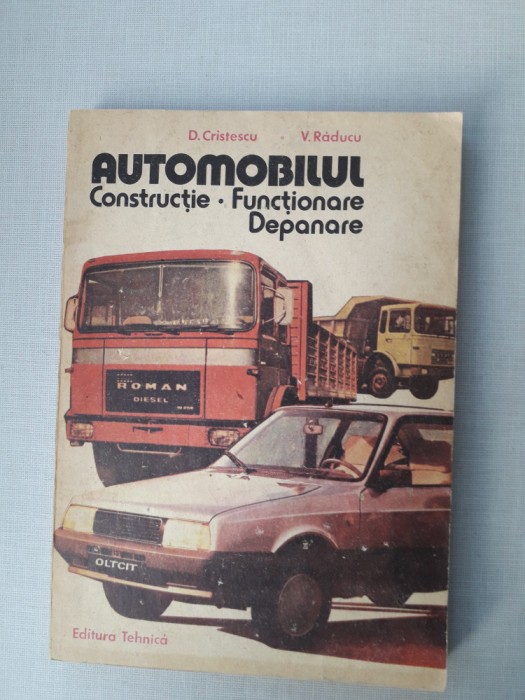 D. Cristescu V. Răducu
AUTOMOBILUL
Construcție • Funcționare
Depanare
ROMAN
DIESEL
OLTCIT
Editura Tehnică